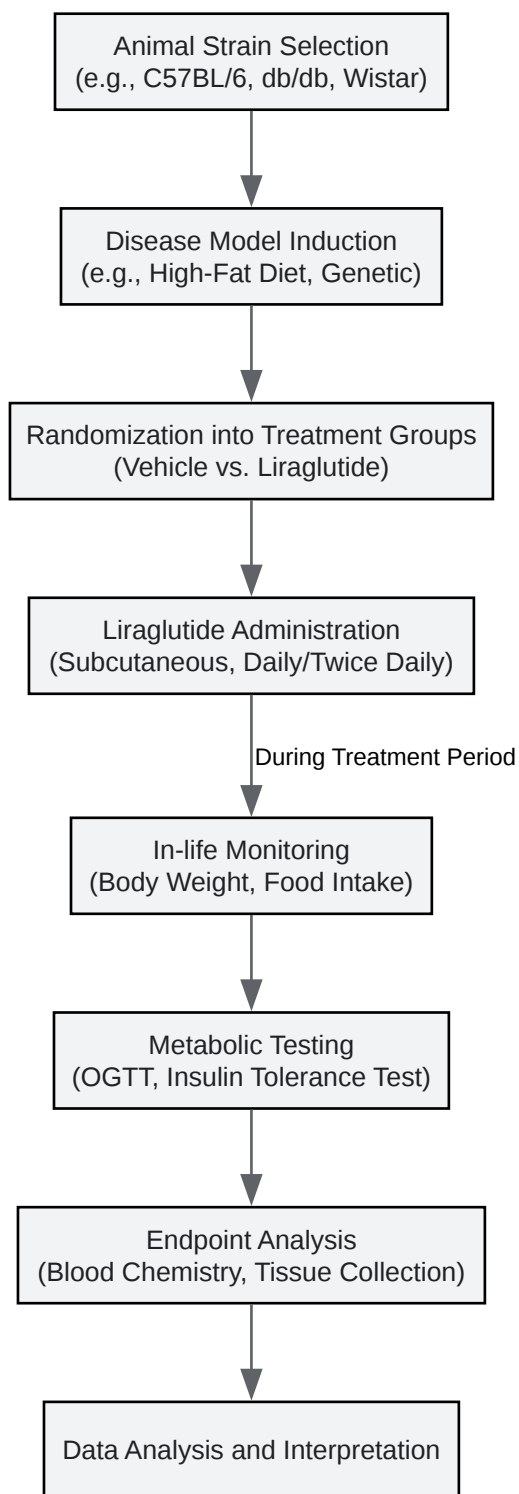 Animal Strain Selection
(e.g., C57BL/6, db/db, Wistar)
Disease Model Induction
(e.g., High-Fat Diet, Genetic)
Randomization into Treatment Groups
(Vehicle vs. Liraglutide)
Liraglutide Administration
(Subcutaneous, Daily/Twice Daily)
During Treatment Period
In-life Monitoring
(Body Weight, Food Intake)
Metabolic Testing
(OGTT, Insulin Tolerance Test)
Endpoint Analysis
(Blood Chemistry, Tissue Collection)
Data Analysis and Interpretation